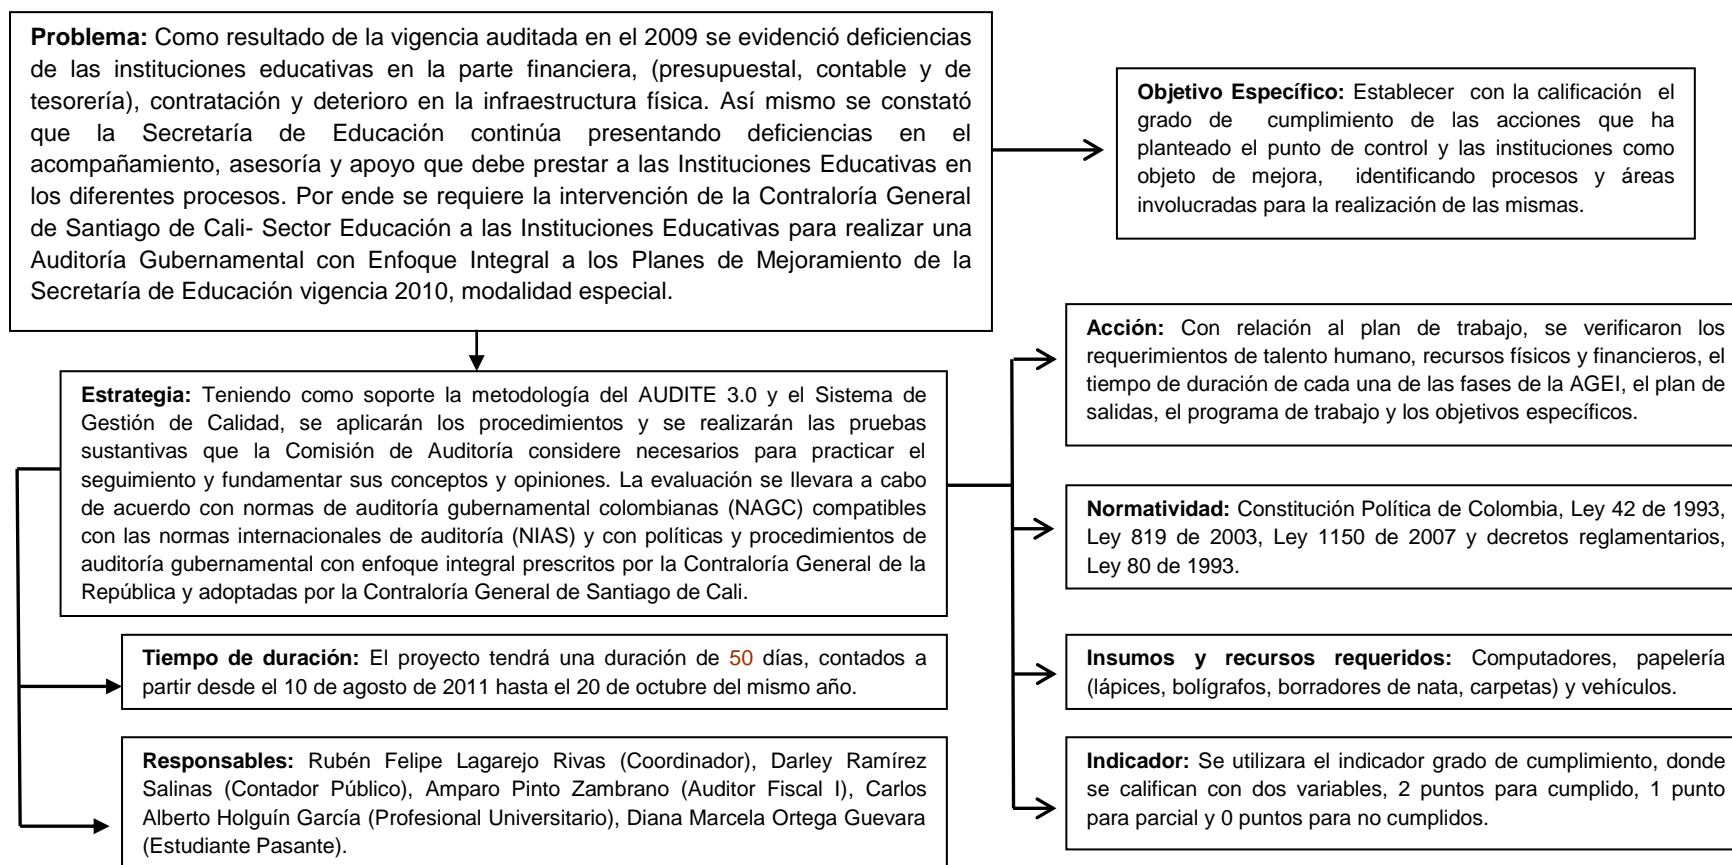 Problema: Como resultado de la vigencia auditada en el 2009 se evidenció deficiencias
de las instituciones educativas en la parte financiera, (presupuestal, contable y de
tesorería), contratación y deterioro en la infraestructura física. Así mismo se constató
que la Secretaría de Educación continúa presentando deficiencias en el
acompañamiento, asesoría y apoyo que debe prestar a las Instituciones Educativas en
los diferentes procesos. Por ende se requiere la intervención de la Contraloría General
de Santiago de Cali- Sector Educación a las Instituciones Educativas para realizar una
Auditoría Gubernamental con Enfoque Integral a los Planes de Mejoramiento de la
Secretaría de Educación vigencia 2010, modalidad especial.
Objetivo Específico: Establecer con la calificación el
grado de cumplimiento de las acciones que ha
planteado el punto de control y las instituciones como
objeto de mejora, identificando procesos y áreas
involucradas para la realización de las mismas.
Estrategia: Teniendo como soporte la metodología del AUDITE 3.0 y el Sistema de
Gestión de Calidad, se aplicarán los procedimientos y se realizarán las pruebas
sustantivas que la Comisión de Auditoría considere necesarios para practicar el
seguimiento y fundamentar sus conceptos y opiniones. La evaluación se llevara a cabo
de acuerdo con normas de auditoría gubernamental colombianas (NAGC) compatibles
con las normas internacionales de auditoría (NIAS) y con políticas y procedimientos de
auditoría gubernamental con enfoque integral prescritos por la Contraloría General de la
República y adoptadas por la Contraloría General de Santiago de Cali.
Acción: Con relación al plan de trabajo, se verificaron los
requerimientos de talento humano, recursos físicos y financieros, el
tiempo de duración de cada una de las fases de la AGEI, el plan de
salidas, el programa de trabajo y los objetivos específicos.
Normatividad: Constitución Política de Colombia, Ley 42 de 1993,
Ley 819 de 2003, Ley 1150 de 2007 y decretos reglamentarios,
Ley 80 de 1993.
Tiempo de duración: El proyecto tendrá una duración de 50 días, contados a
partir desde el 10 de agosto de 2011 hasta el 20 de octubre del mismo año.
Insumos y recursos requeridos: Computadores, papelería
(lápices, bolígrafos, borradores de nata, carpetas) y vehículos.
Responsables: Rubén Felipe Lagarejo Rivas (Coordinador), Darley Ramírez
Salinas (Contador Público), Amparo Pinto Zambrano (Auditor Fiscal I), Carlos
Alberto Holguín García (Profesional Universitario), Diana Marcela Ortega Guevara
(Estudiante Pasante).
Indicador: Se utilizara el indicador grado de cumplimiento, donde
se califican con dos variables, 2 puntos para cumplido, 1 punto
para parcial y 0 puntos para no cumplidos.